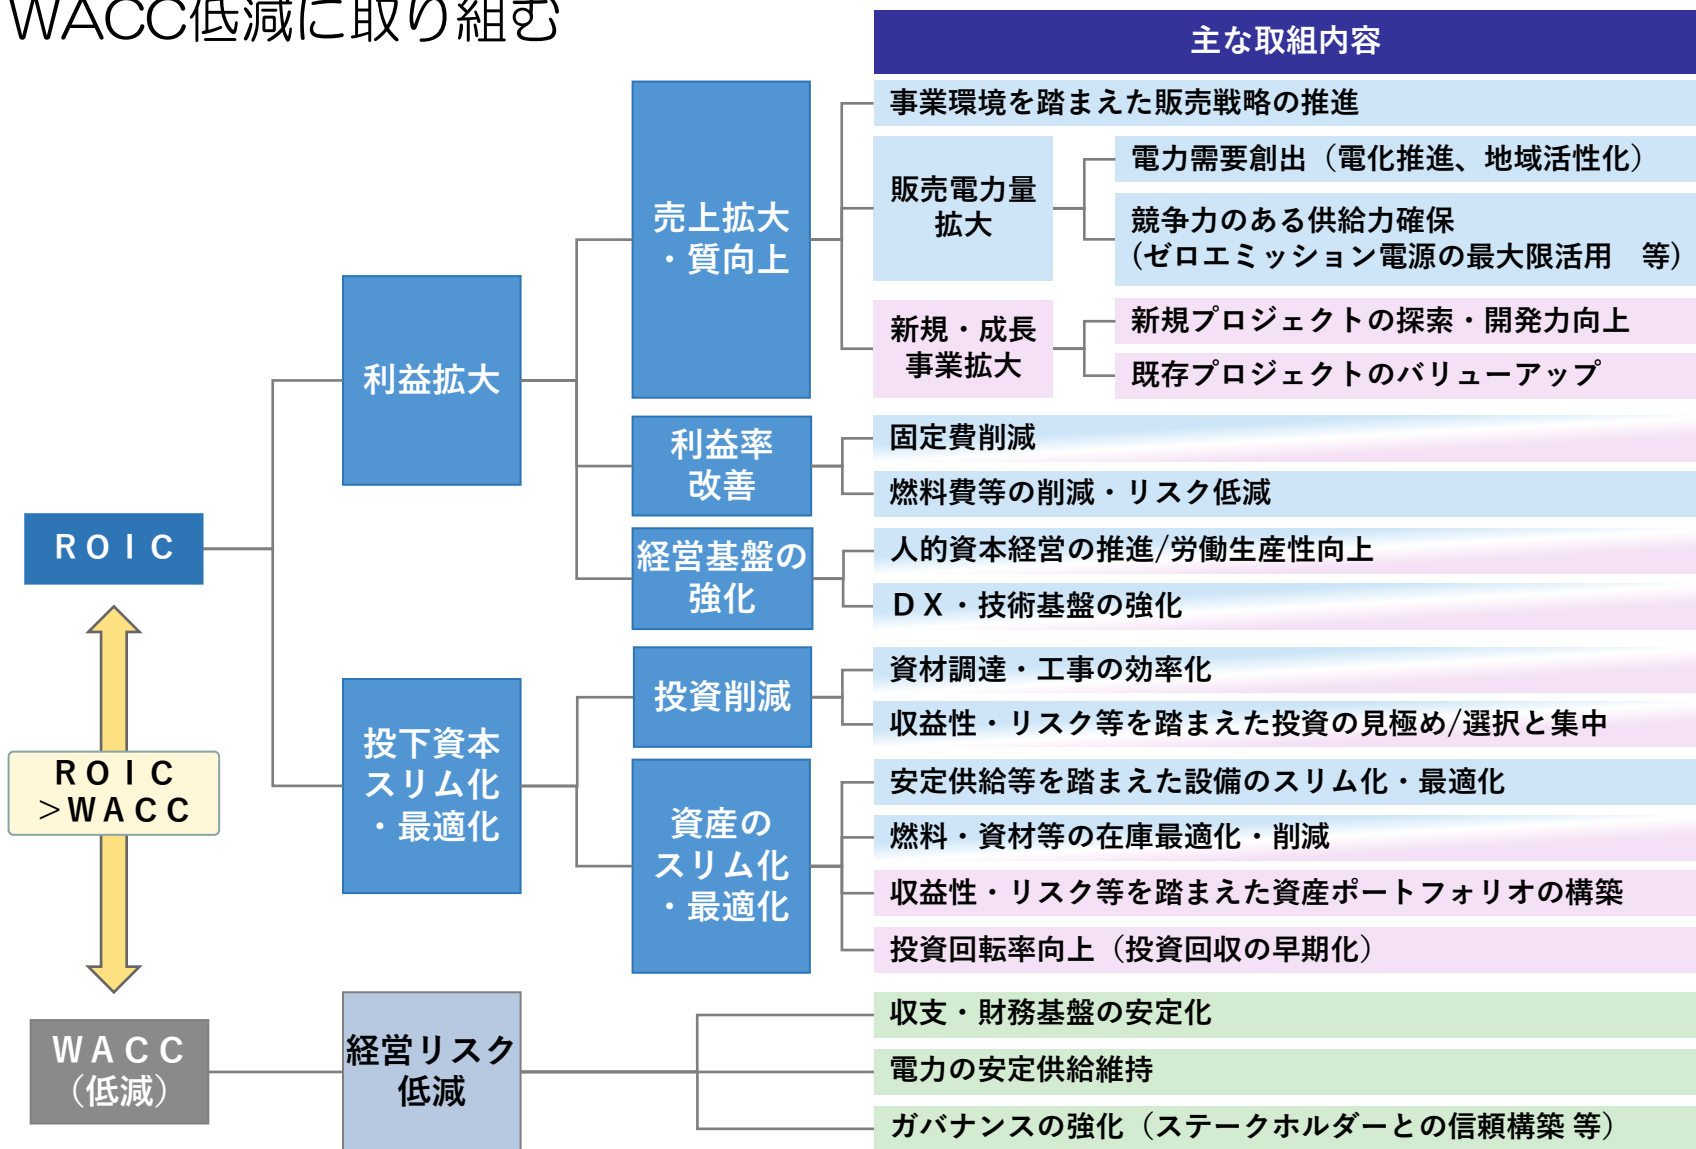 WACC低減に取り組む
主な取組内容
ROIC
ROIC
>WACC
WACC
(低減)
利益拡大
投下資本
スリム化
・最適化
経営リスク
低減
売上拡大
・質向上
利益率
改善
経営基盤の
強化
投資削減
資産の
スリム化
・最適化
事業環境を踏まえた販売戦略の推進
販売電力量
拡大
電力需要創出（電化推進、地域活性化）
競争力のある供給力確保
(ゼロエミッション電源の最大限活用　等)
新規・成長
事業拡大
新規プロジェクトの探索・開発力向上
既存プロジェクトのバリューアップ
固定費削減
燃料費等の削減・リスク低減
人的資本経営の推進/労働生産性向上
ＤＸ・技術基盤の強化
資材調達・工事の効率化
収益性・リスク等を踏まえた投資の見極め/選択と集中
安定供給等を踏まえた設備のスリム化・最適化
燃料・資材等の在庫最適化・削減
収益性・リスク等を踏まえた資産ポートフォリオの構築
投資回転率向上（投資回収の早期化）
収支・財務基盤の安定化
電力の安定供給維持
ガバナンスの強化（ステークホルダーとの信頼構築 等）